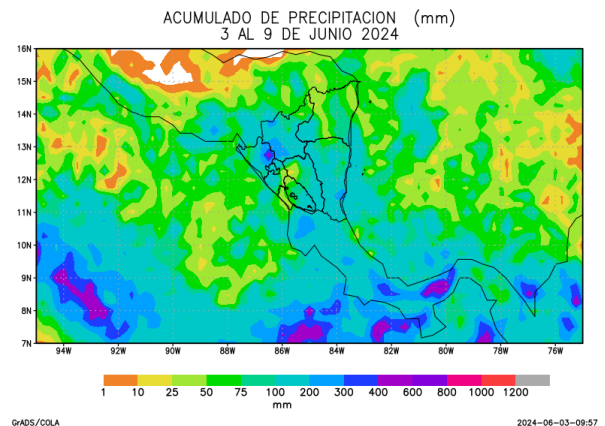 ACUMULADO DE PRECIPITACION (mm)
3 AL 9 DE JUNIO 2024
16N
15N
14N
13N
12N
11N
10N
9N
8N
7N
94W 92W 90W 88W 86W 84W 82W 80W 78W 76W
1 10 25 50 75 100 200 300 400 600 800 1000 1200
mm
GrADS/COLA 2024-06-03-09:57